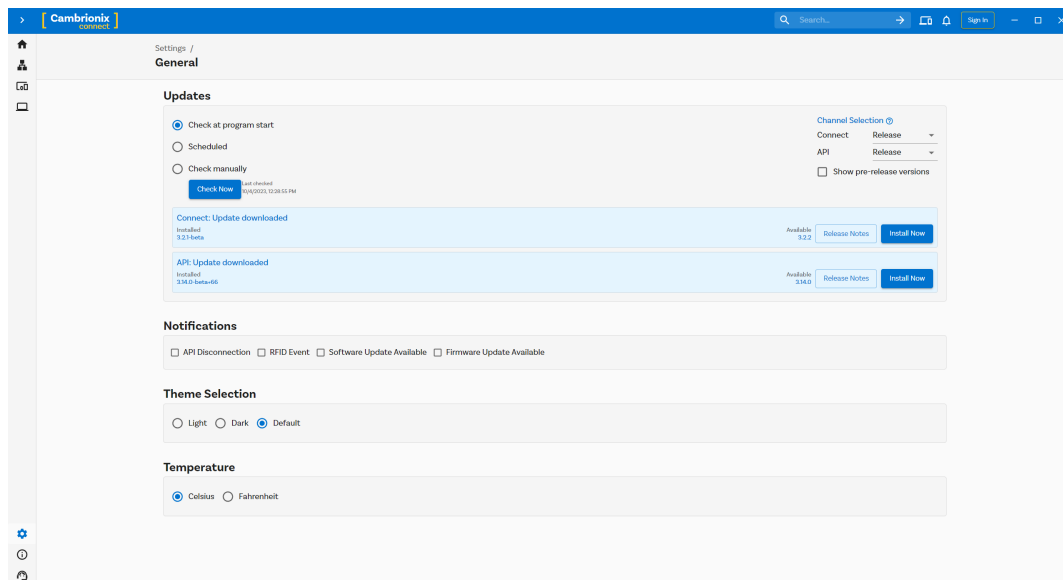 [ Cambrionix ]
connect
Search...
Sign In
Settings /
General
Updates
Check at program start
Scheduled
Check manually
Check Now
Last checked
10/4/2023, 12:28:55 PM
Channel Selection
Connect Release
API Release
Show pre-release versions
Connect: Update downloaded
Installed
3.2.1-beta
Available
3.2.2
Release Notes
Install Now
API: Update downloaded
Installed
3.14.0-beta+66
Available
3.14.0
Release Notes
Install Now
Notifications
API Disconnection RFID Event Software Update Available Firmware Update Available
Theme Selection
Light Dark Default
Temperature
Celsius Fahrenheit